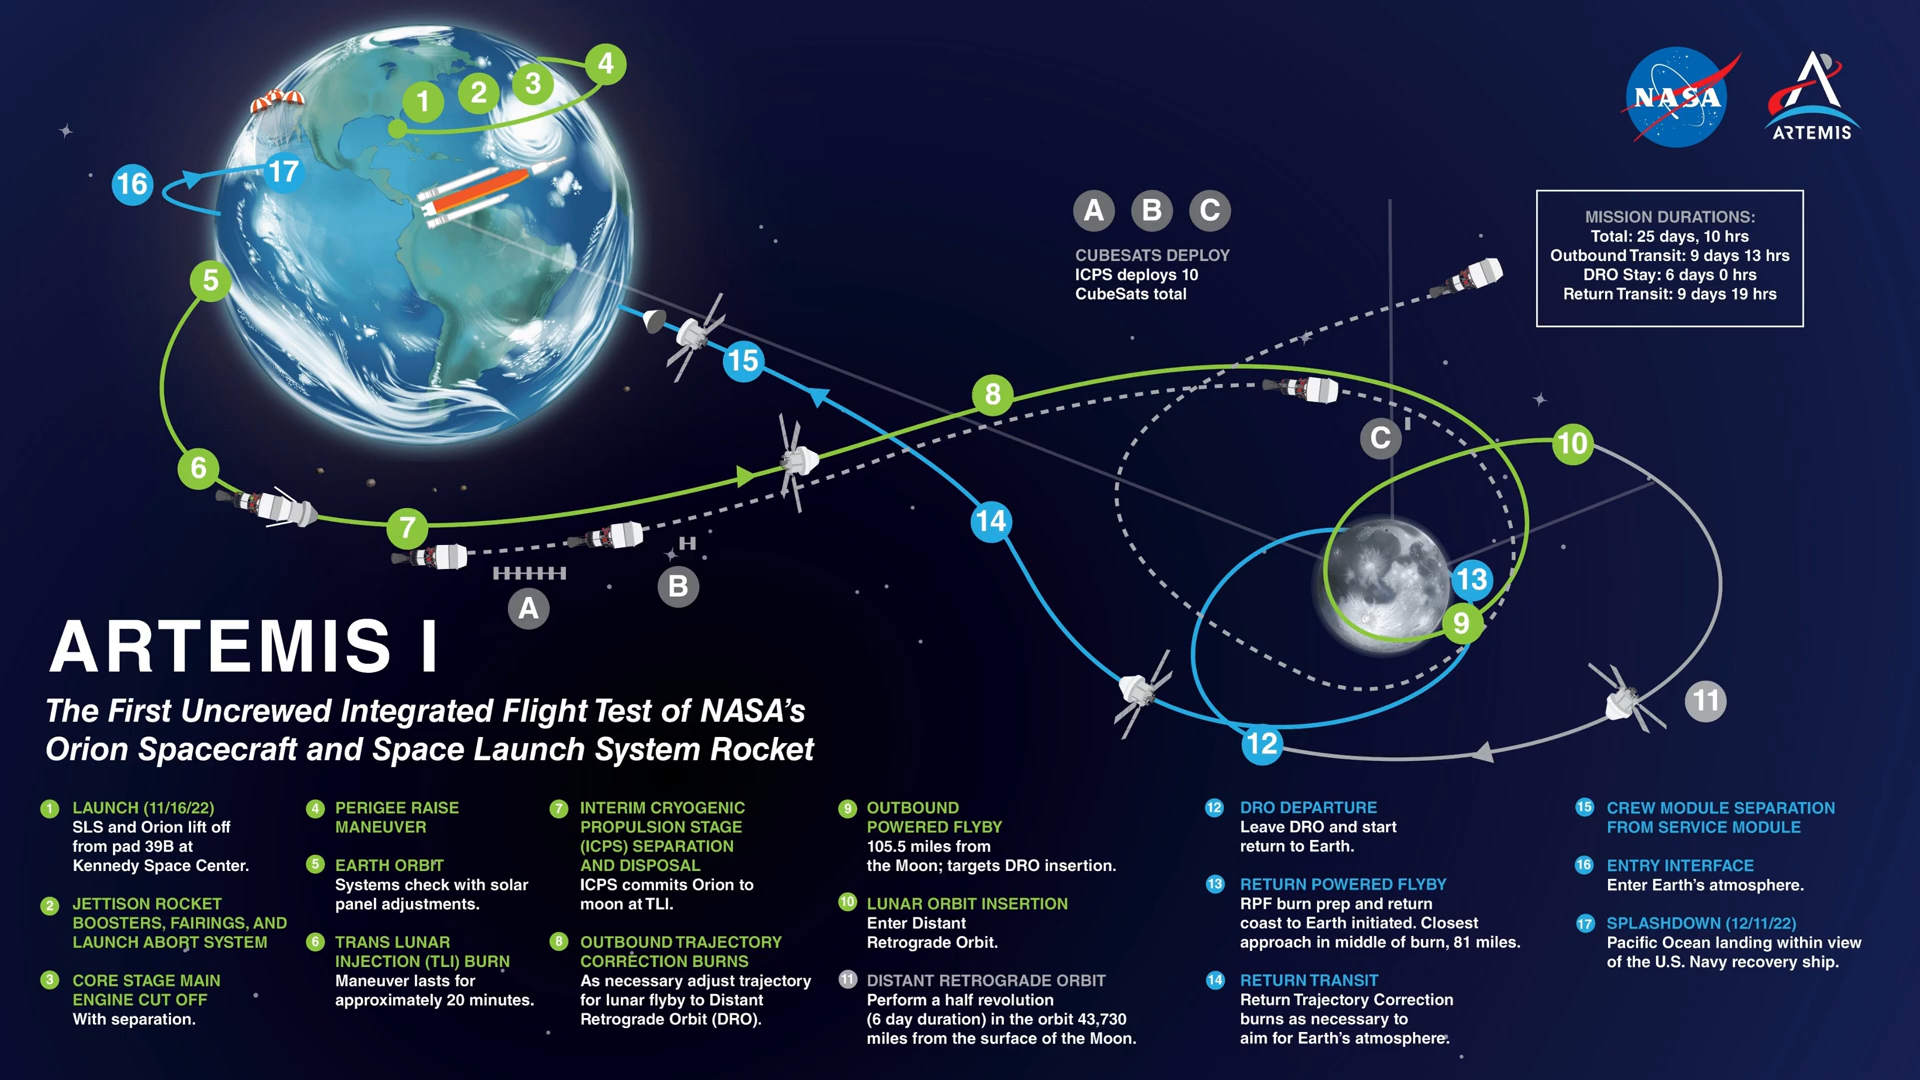 1
2
3
4
NASA
ARTEMIS
16
17
5
A B C
CUBESATS DEPLOY
ICPS deploys 10
CubeSats total
MISSION DURATIONS:
Total: 25 days, 10 hrs
Outbound Transit: 9 days 13 hrs
DRO Stay: 6 days 0 hrs
Return Transit: 9 days 19 hrs
15
8
C
10
6
7
14
A
B
13
9
11
12
ARTEMIS I
The First Uncrewed Integrated Flight Test of NASA's
Orion Spacecraft and Space Launch System Rocket
1 LAUNCH (11/16/22)
SLS and Orion lift off
from pad 39B at
Kennedy Space Center.
2 JETTISON ROCKET
BOOSTERS, FAIRINGS, AND
LAUNCH ABORT SYSTEM
3 CORE STAGE MAIN
ENGINE CUT OFF
With separation.
4 PERIGEE RAISE
MANEUVER
5 EARTH ORBIT
Systems check with solar
panel adjustments.
6 TRANS LUNAR
INJECTION (TLI) BURN
Maneuver lasts for
approximately 20 minutes.
7 INTERIM CRYOGENIC
PROPULSION STAGE
(ICPS) SEPARATION
AND DISPOSAL
ICPS commits Orion to
moon at TLI.
8 OUTBOUND TRAJECTORY
CORRECTION BURNS
As necessary adjust trajectory
for lunar flyby to Distant
Retrograde Orbit (DRO).
9 OUTBOUND
POWERED FLYBY
105.5 miles from
the Moon; targets DRO insertion.
10 LUNAR ORBIT INSERTION
Enter Distant
Retrograde Orbit.
11 DISTANT RETROGRADE ORBIT
Perform a half revolution
(6 day duration) in the orbit 43,730
miles from the surface of the Moon.
12 DRO DEPARTURE
Leave DRO and start
return to Earth.
13 RETURN POWERED FLYBY
RPF burn prep and return
coast to Earth initiated. Closest
approach in middle of burn, 81 miles.
14 RETURN TRANSIT
Return Trajectory Correction
burns as necessary to
aim for Earth's atmosphere.
15 CREW MODULE SEPARATION
FROM SERVICE MODULE
16 ENTRY INTERFACE
Enter Earth's atmosphere.
17 SPLASHDOWN (12/11/22)
Pacific Ocean landing within view
of the U.S. Navy recovery ship.